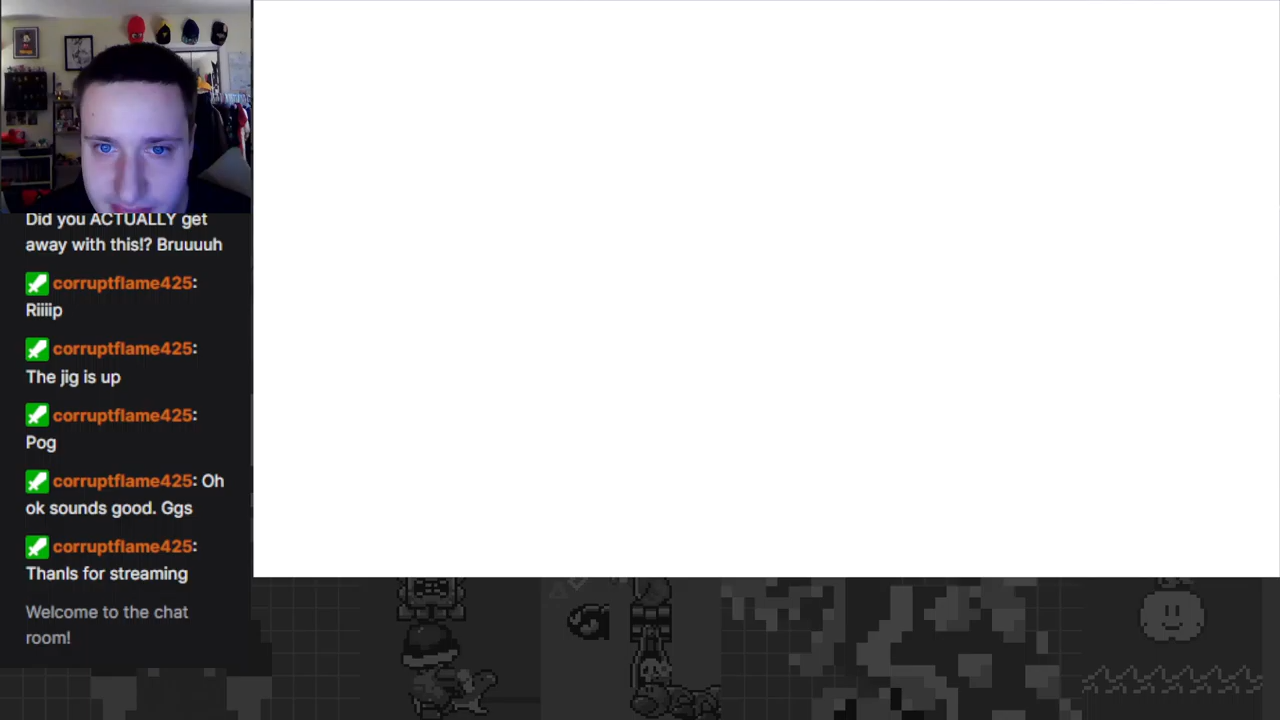 Did you ACTUALLY get
away with this!? Bruuuuh
corruptflame425:
Riiiip
corruptflame425:
The jig is up
corruptflame425:
Pog
corruptflame425: Oh
ok sounds good. Ggs
corruptflame425:
Thanls for streaming
Welcome to the chat
room!